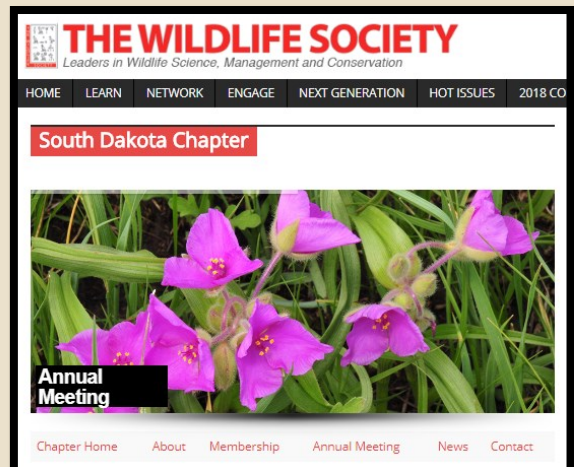 THE WILDLIFE SOCIETY
Leaders in Wildlife Science, Management and Conservation
HOME LEARN NETWORK ENGAGE NEXT GENERATION HOT ISSUES 2018 CO
South Dakota Chapter
Annual
Meeting
Chapter Home About Membership Annual Meeting News Contact